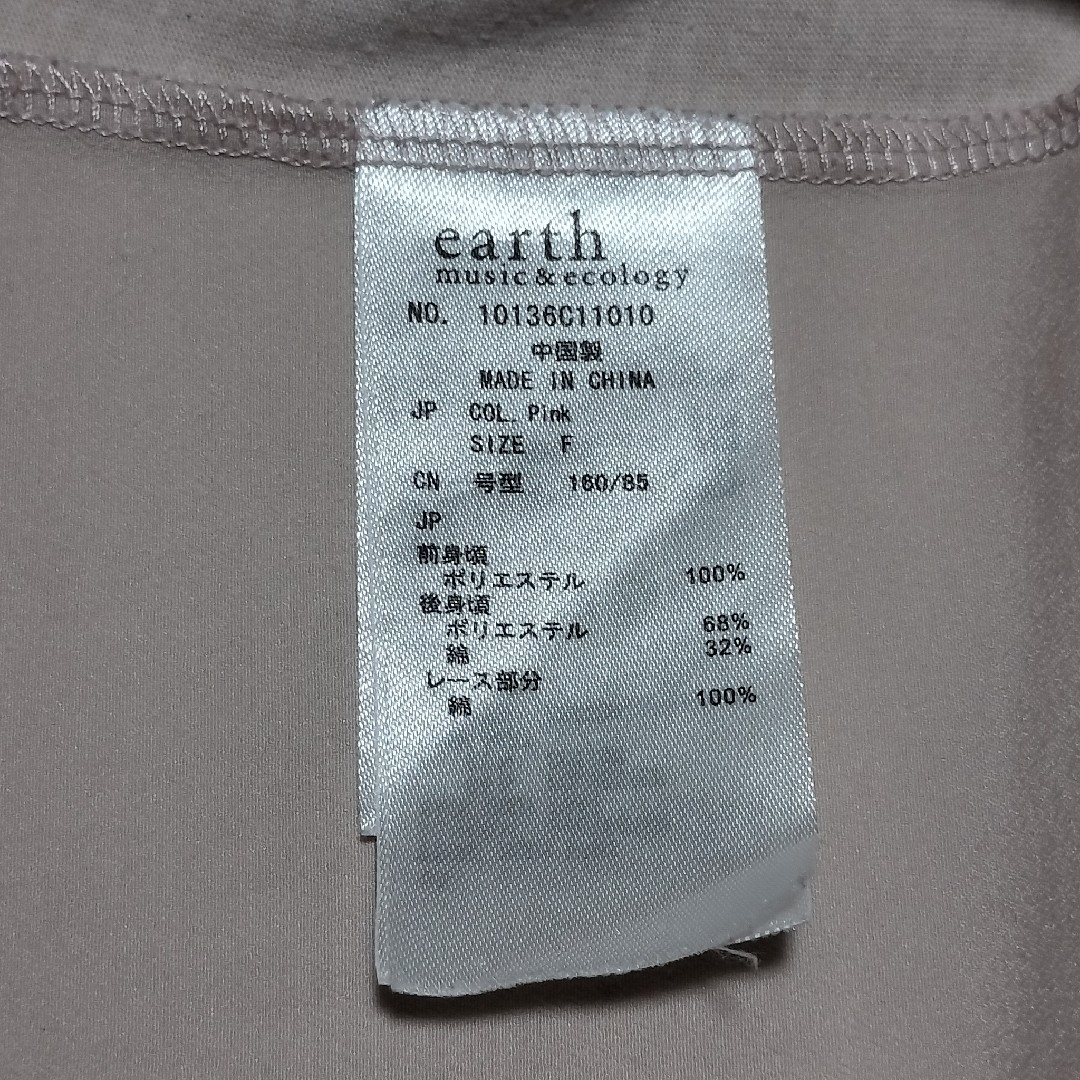 earth
music&ecology
NO. 10136C11010
中国製
MADE IN CHINA
JP COL. Pink
SIZE F
CN 号型 160/85
JP
前身頃
ポリエステル 100%
後身頃
ポリエステル 68%
綿 32%
レース部分
綿 100%